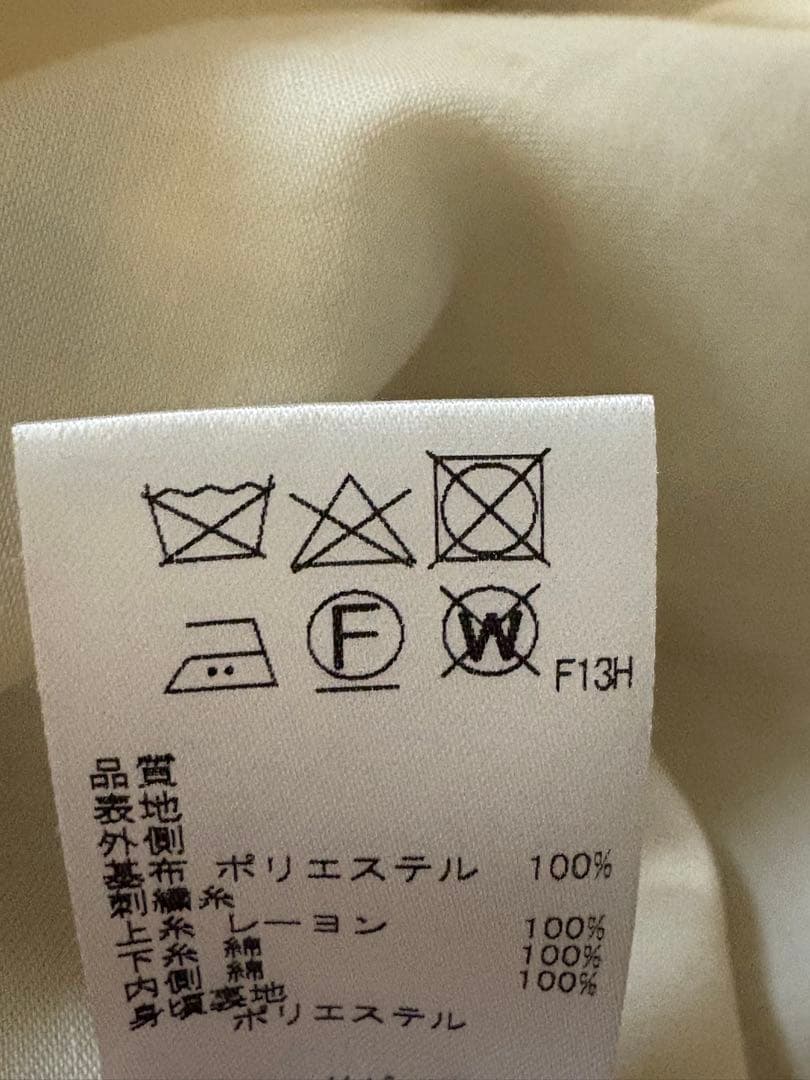 F W F13H
品質
表地
外側
基布 ポリエステル 100%
刺繍糸
上糸 レーヨン 100%
下糸 綿 100%
内側 綿 100%
身頃裏地
ポリエステル